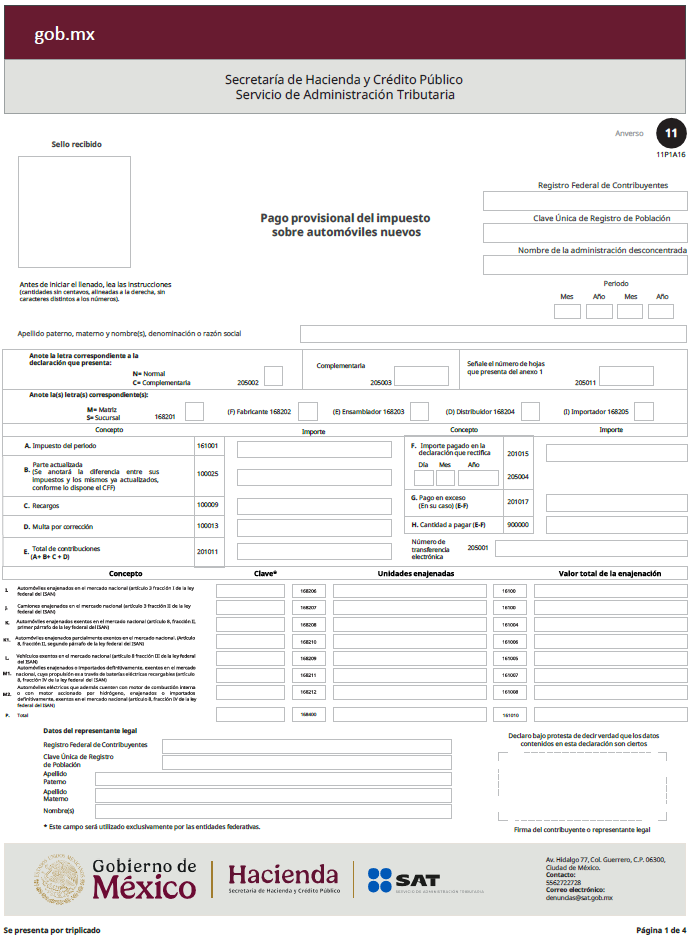 gob.mx
Secretaría de Hacienda y Crédito Público
Servicio de Administración Tributaria
Anverso
11
11P1A16
Sello recibido
Registro Federal de Contribuyentes
Pago provisional del impuesto
sobre automóviles nuevos
Clave Única de Registro de Población
Nombre de la administración desconcentrada
Antes de iniciar el llenado, lea las instrucciones
(cantidades sin centavos, alineadas a la derecha, sin
caracteres distintos a los números).
Periodo
Mes Año Mes Año
Apellido paterno, materno y nombre(s), denominación o razón social
Anote la letra correspondiente a la
declaración que presenta:
N= Normal
C= Complementaria 205002
Complementaria
205003
Señale el número de hojas
que presenta del anexo 1
205011
Anote la(s) letra(s) correspondiente(s):
M= Matriz
S= Sucursal 168201
(F) Fabricante 168202
(E) Ensamblador 168203
(D) Distribuidor 168204
(I) Importador 168205
Concepto Importe Concepto Importe
A. Impuesto del periodo 161001
B. Parte actualizada
(Se anotará la diferencia entre sus
impuestos y los mismos ya actualizados,
conforme lo dispone el CFF) 100025
C. Recargos 100009
D. Multa por corrección 100013
E. Total de contribuciones
(A+ B+ C + D) 201011
F. Importe pagado en la
declaración que rectifica 201015
Día Mes Año 205004
G. Pago en exceso
(En su caso) (E-F) 201017
H. Cantidad a pagar (E-F) 900000
Número de
transferencia
electrónica 205001
Concepto Clave* Unidades enajenadas Valor total de la enajenación
I. Automóviles enajenados en el mercado nacional (artículo 3 fracción I de la ley
federal del ISAN) 168206 16100
J. Camiones enajenados en el mercado nacional (artículo 3 fracción II de la ley
federal del ISAN) 168207 16100
K. Automóviles enajenados exentos en el mercado nacional (artículo 8, fracción II,
primer párrafo de la ley federal del ISAN) 168208 161004
K1. Automóviles enajenados parcialmente exentos en el mercado nacional. (Artículo
8, fracción II, segundo párrafo de la ley federal del ISAN) 168210 161006
L. Vehículos exentos en el mercado nacional (artículo 8 fracción III de la ley federal
del ISAN) 168209 161005
M1. Automóviles enajenados o importados definitivamente, exentos en el mercado
nacional, cuya propulsión es a través de baterías eléctricas recargables (artículo
8, fracción IV de la ley federal del ISAN) 168211 161007
M2. Automóviles eléctricos que además cuenten con motor de combustión interna
o con motor accionado por hidrógeno, enajenados o importados
definitivamente, exentos en el mercado nacional (artículo 8, fracción IV de la ley
federal del ISAN) 168212 161008
P. Total 168400 161010
Datos del representante legal
Registro Federal de Contribuyentes
Clave Única de Registro
de Población
Apellido
Paterno
Apellido
Materno
Nombre(s)
* Este campo será utilizado exclusivamente por las entidades federativas.
Declaro bajo protesta de decir verdad que los datos
contenidos en esta declaración son ciertos
Firma del contribuyente o representante legal
Gobierno de
México
Hacienda
Secretaría de Hacienda y Crédito Público
SAT
SERVICIO DE ADMINISTRACIÓN TRIBUTARIA
Av. Hidalgo 77, Col. Guerrero, C.P. 06300,
Ciudad de México.
Contacto:
5562722728
Correo electrónico:
denuncias@sat.gob.mx
Se presenta por triplicado
Página 1 de 4